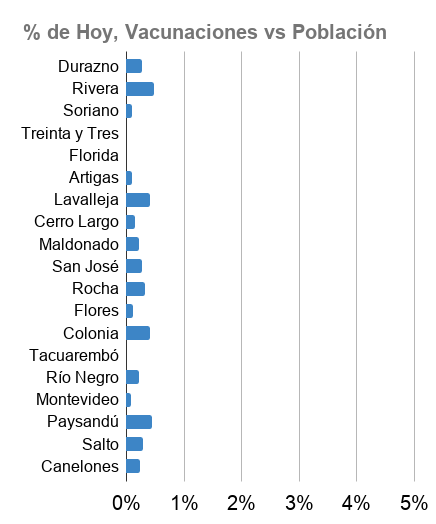 % de Hoy, Vacunaciones vs Población
Durazno
Rivera
Soriano
Treinta y Tres
Florida
Artigas
Lavalleja
Cerro Largo
Maldonado
San José
Rocha
Flores
Colonia
Tacuarembó
Río Negro
Montevideo
Paysandú
Salto
Canelones
0% 1% 2% 3% 4% 5%